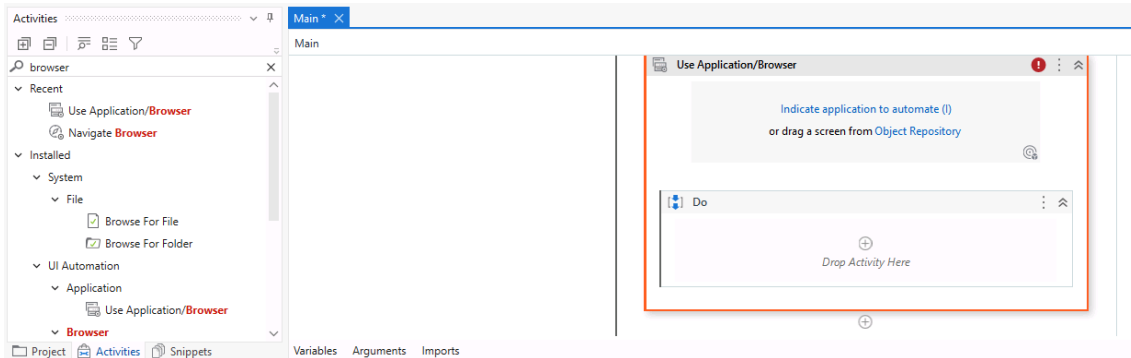 Activities
browser
Recent
Use Application/Browser
Navigate Browser
Installed
System
File
Browse For File
Browse For Folder
UI Automation
Application
Use Application/Browser
Browser
Project Activities Snippets
Main *
Main
Use Application/Browser
Indicate application to automate (I)
or drag a screen from Object Repository
Do
Drop Activity Here
Variables Arguments Imports